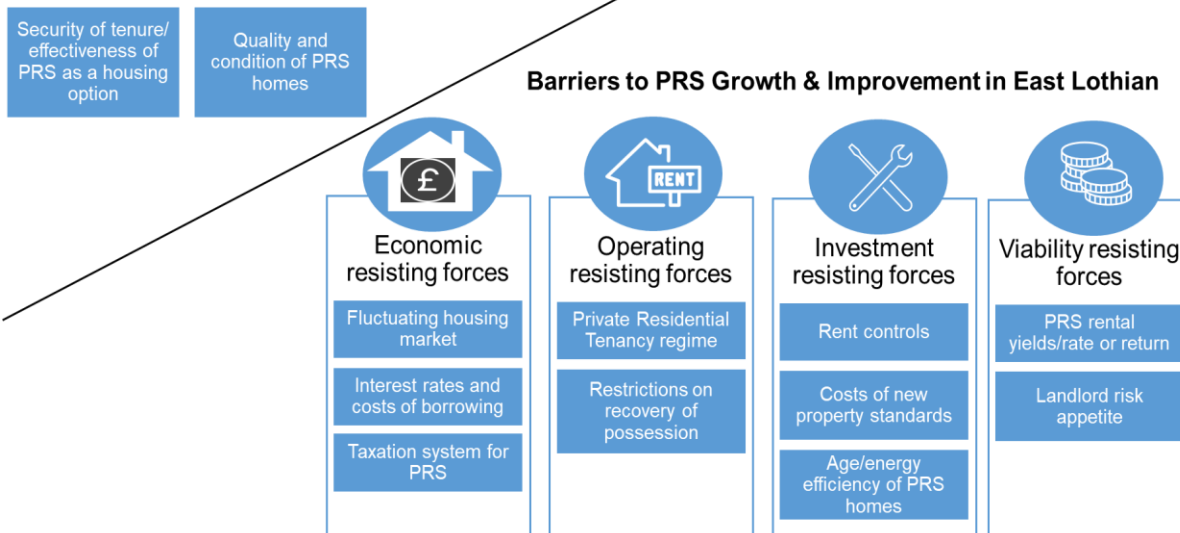 Security of tenure/
effectiveness of
PRS as a housing
option
Quality and
condition of PRS
homes
Barriers to PRS Growth & Improvement in East Lothian
£
RENT
Economic
resisting forces
Fluctuating housing
market
Interest rates and
costs of borrowing
Taxation system for
PRS
Operating
resisting forces
Private Residential
Tenancy regime
Restrictions on
recovery of
possession
Investment
resisting forces
Rent controls
Costs of new
property standards
Age/energy
efficiency of PRS
homes
Viability resisting
forces
PRS rental
yields/rate or return
Landlord risk
appetite